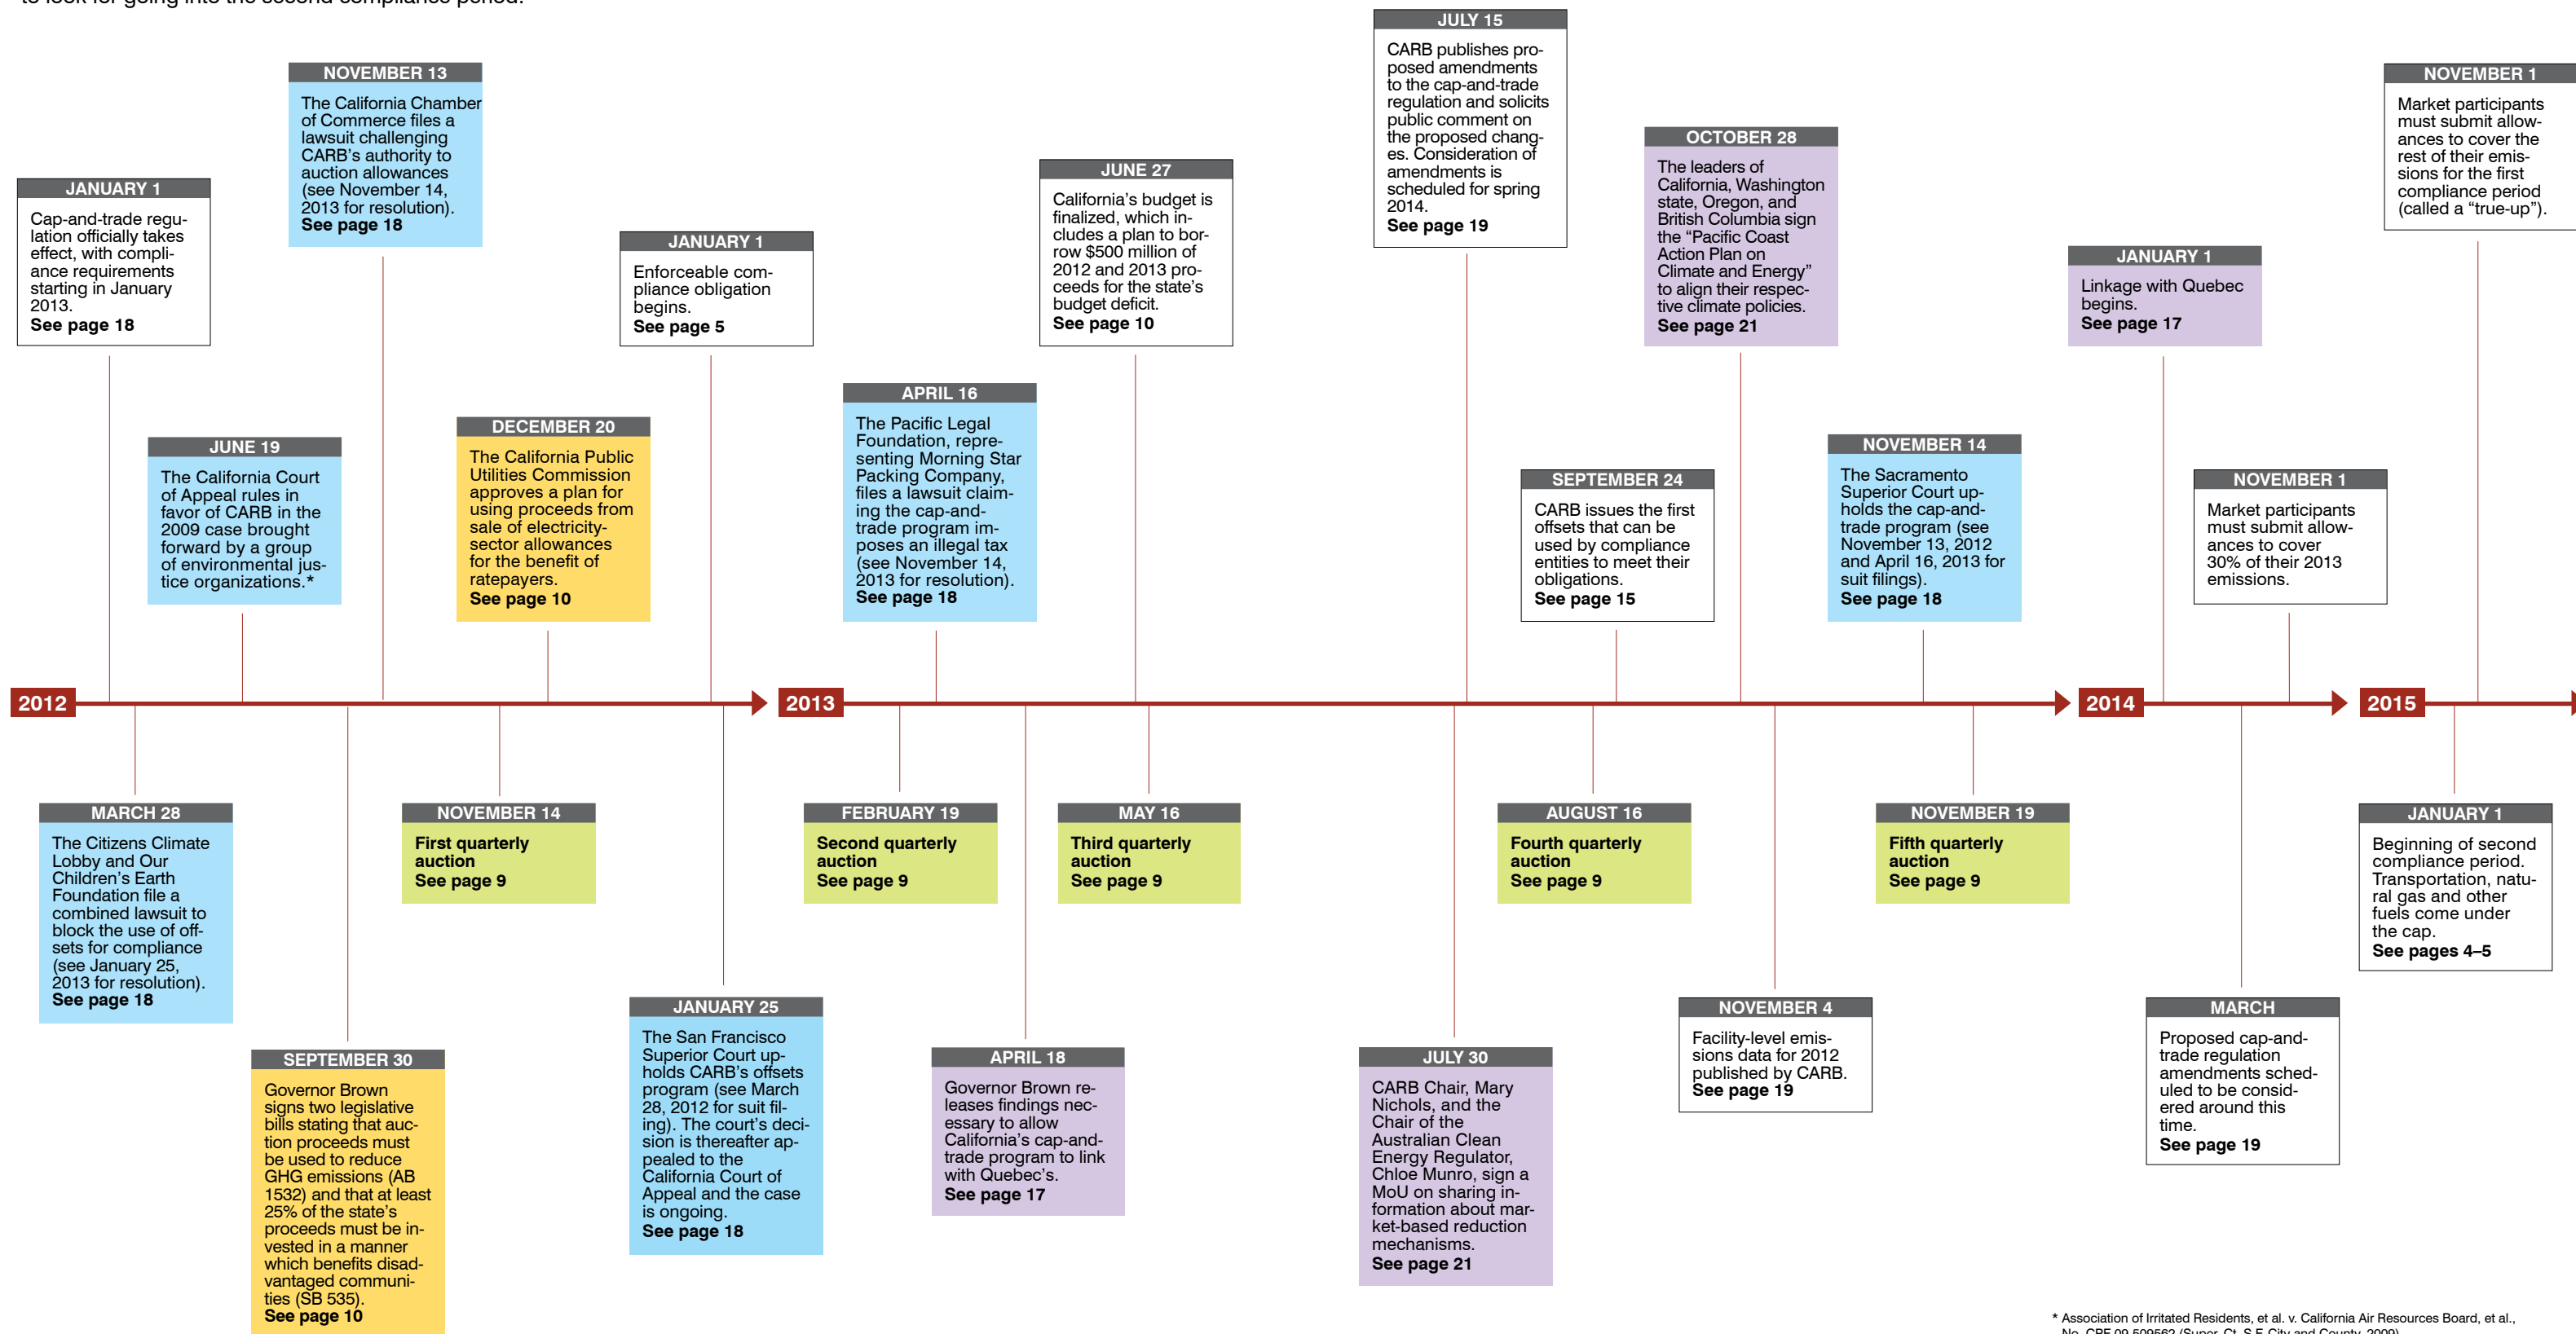 to look for going into the second compliance period.
JANUARY 1
Cap-and-trade regu-
lation officially takes
effect, with compli-
ance requirements
starting in January
2013.
See page 18
NOVEMBER 13
The California Chamber
of Commerce files a
lawsuit challenging
CARB's authority to
auction allowances
(see November 14,
2013 for resolution).
See page 18
JUNE 19
The California Court
of Appeal rules in
favor of CARB in the
2009 case brought
forward by a group
of environmental jus-
tice organizations.*
DECEMBER 20
The California Public
Utilities Commission
approves a plan for
using proceeds from
sale of electricity-
sector allowances
for the benefit of
ratepayers.
See page 10
JANUARY 1
Enforceable com-
pliance obligation
begins.
See page 5
APRIL 16
The Pacific Legal
Foundation, repre-
senting Morning Star
Packing Company,
files a lawsuit claim-
ing the cap-and-
trade program im-
poses an illegal tax
(see November 14,
2013 for resolution).
See page 18
JUNE 27
California's budget is
finalized, which in-
cludes a plan to bor-
row $500 million of
2012 and 2013 pro-
ceeds for the state's
budget deficit.
See page 10
JULY 15
CARB publishes pro-
posed amendments
to the cap-and-trade
regulation and solicits
public comment on
the proposed chang-
es. Consideration of
amendments is
scheduled for spring
2014.
See page 19
SEPTEMBER 24
CARB issues the first
offsets that can be
used by compliance
entities to meet their
obligations.
See page 15
OCTOBER 28
The leaders of
California, Washington
state, Oregon, and
British Columbia sign
the “Pacific Coast
Action Plan on
Climate and Energy”
to align their respec-
tive climate policies.
See page 21
NOVEMBER 14
The Sacramento
Superior Court up-
holds the cap-and-
trade program (see
November 13, 2012
and April 16, 2013 for
suit filings).
See page 18
JANUARY 1
Linkage with Quebec
begins.
See page 17
NOVEMBER 1
Market participants
must submit allow-
ances to cover
30% of their 2013
emissions.
NOVEMBER 1
Market participants
must submit allow-
ances to cover the
rest of their emis-
sions for the first
compliance period
(called a “true-up”).
2012
2013
2014
2015
MARCH 28
The Citizens Climate
Lobby and Our
Children's Earth
Foundation file a
combined lawsuit to
block the use of off-
sets for compliance
(see January 25,
2013 for resolution).
See page 18
SEPTEMBER 30
Governor Brown
signs two legislative
bills stating that auc-
tion proceeds must
be used to reduce
GHG emissions (AB
1532) and that at least
25% of the state's
proceeds must be in-
vested in a manner
which benefits disad-
vantaged communi-
ties (SB 535).
See page 10
NOVEMBER 14
First quarterly
auction
See page 9
JANUARY 25
The San Francisco
Superior Court up-
holds CARB's offsets
program (see March
28, 2012 for suit fil-
ing). The court's deci-
sion is thereafter ap-
pealed to the
California Court of
Appeal and the case
is ongoing.
See page 18
FEBRUARY 19
Second quarterly
auction
See page 9
APRIL 18
Governor Brown re-
leases findings nec-
essary to allow
California's cap-and-
trade program to link
with Quebec's.
See page 17
MAY 16
Third quarterly
auction
See page 9
JULY 30
CARB Chair, Mary
Nichols, and the
Chair of the
Australian Clean
Energy Regulator,
Chloe Munro, sign a
MoU on sharing in-
formation about mar-
ket-based reduction
mechanisms.
See page 21
AUGUST 16
Fourth quarterly
auction
See page 9
NOVEMBER 4
Facility-level emis-
sions data for 2012
published by CARB.
See page 19
NOVEMBER 19
Fifth quarterly
auction
See page 9
MARCH
Proposed cap-and-
trade regulation
amendments sched-
uled to be consid-
ered around this
time.
See page 19
JANUARY 1
Beginning of second
compliance period.
Transportation, natu-
ral gas and other
fuels come under
the cap.
See pages 4–5
* Association of Irritated Residents, et al. v. California Air Resources Board, et al.,
No. CPF 09 509562 (Super. Ct. S.F. City and County, 2009)